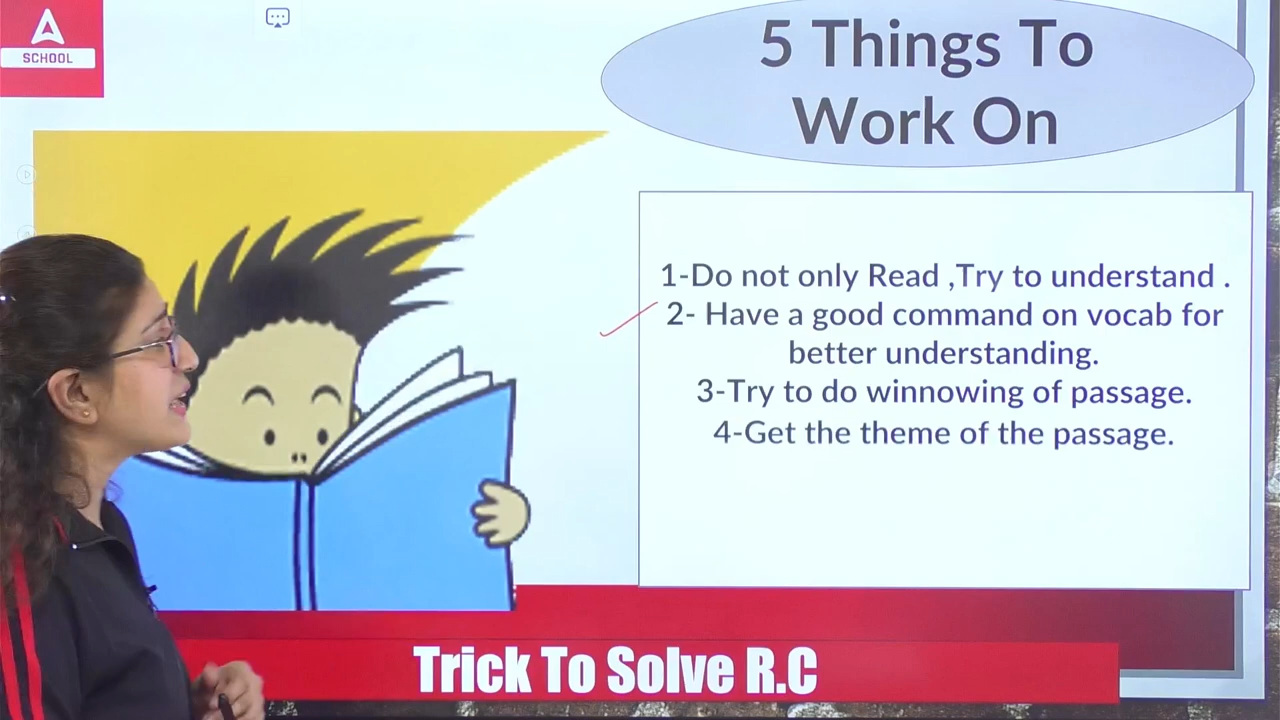 SCHOOL
5 Things To
Work On
1-Do not only Read ,Try to understand .
2- Have a good command on vocab for
better understanding.
3-Try to do winnowing of passage.
4-Get the theme of the passage.
Trick To Solve R.C